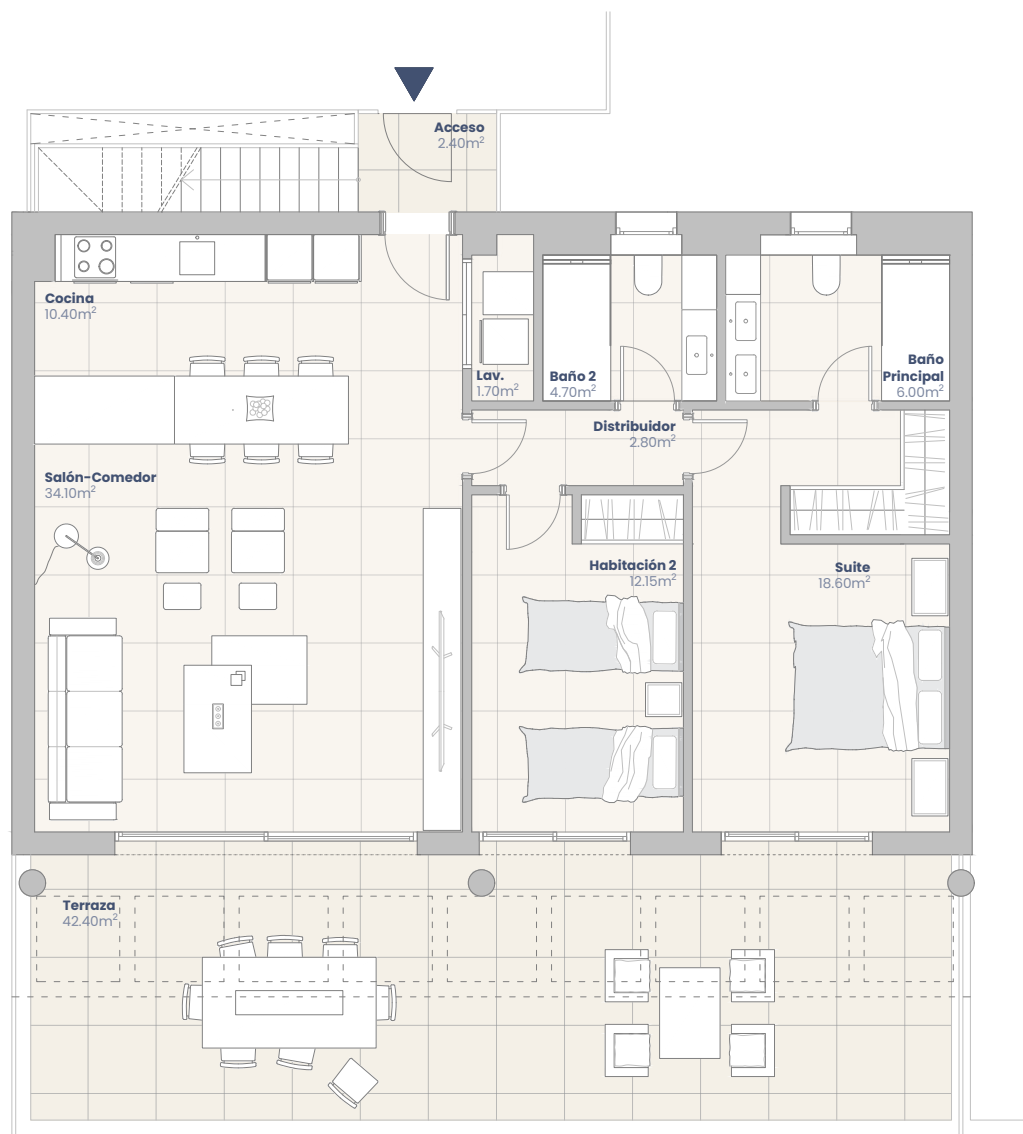 Acceso
2.40m²
Cocina
10.40m²
Lav.
1.70m²
Baño 2
4.70m²
Baño
Principal
6.00m²
Distribuidor
2.80m²
Salón-Comedor
34.10m²
Habitación 2
12.15m²
Suite
18.60m²
Terraza
42.40m²